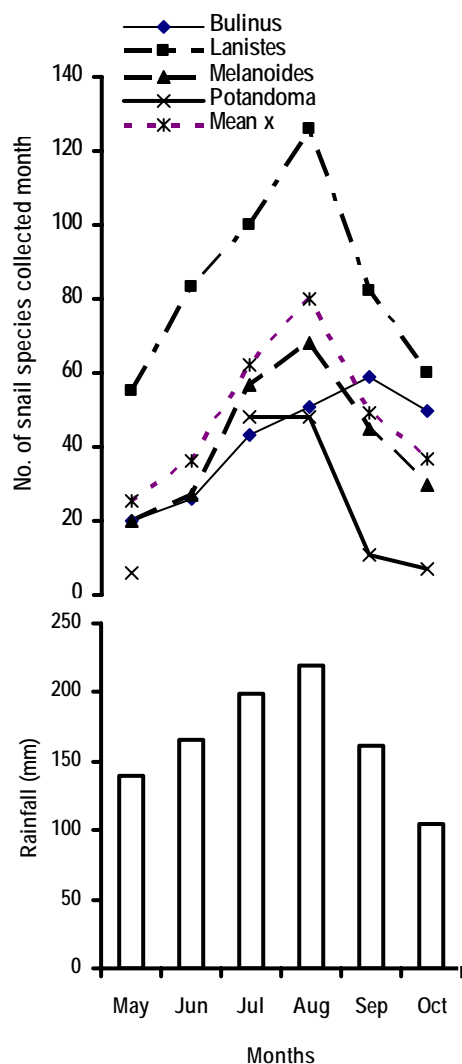 Bulinus
Lanistes
Melanoides
Potandoma
Mean x
No. of snail species collected month
140
120
100
80
60
40
20
0
Rainfall (mm)
250
200
150
100
50
0
May Jun Jul Aug Sep Oct
Months